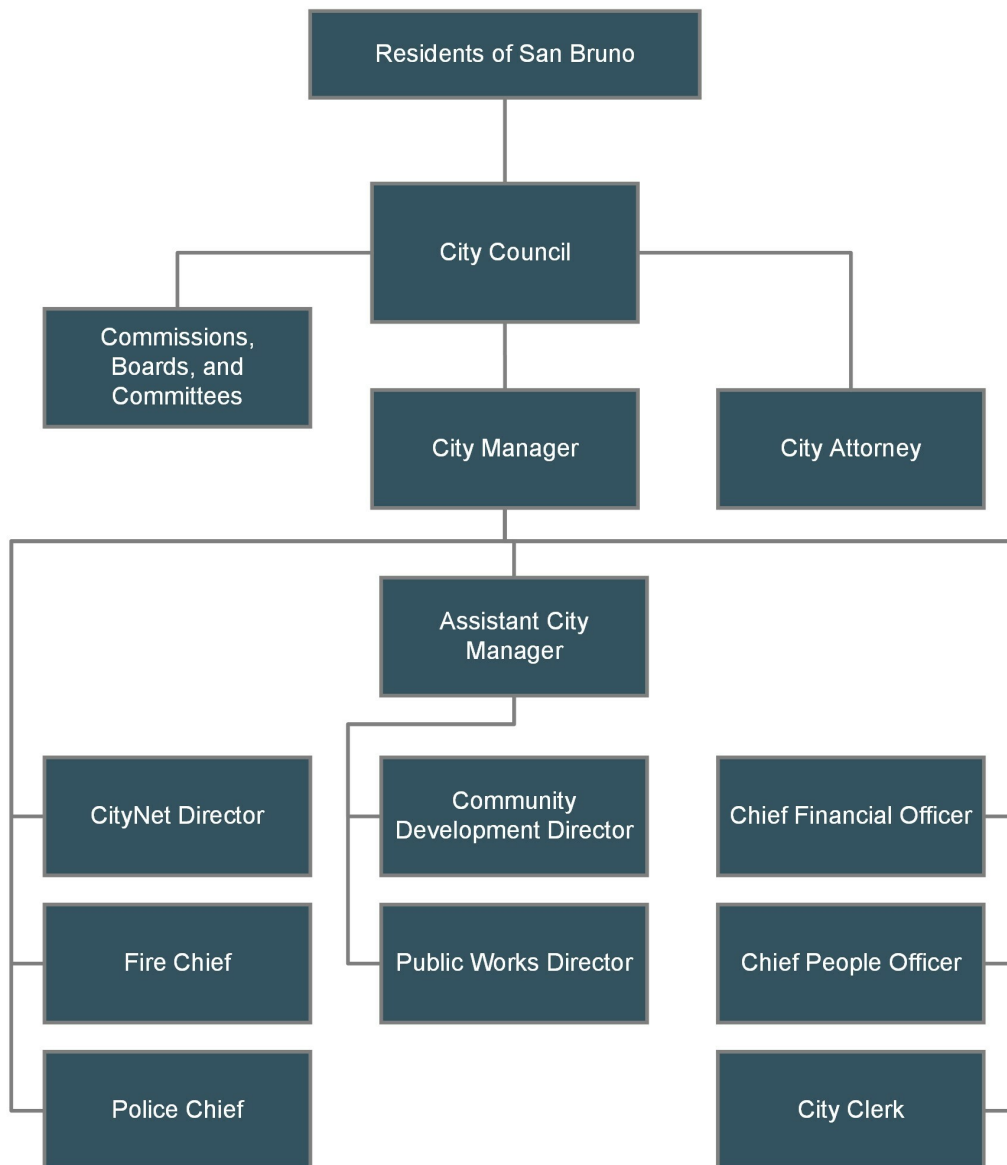 Residents of San Bruno
City Council
Commissions,
Boards, and
Committees
City Manager
City Attorney
Assistant City
Manager
CityNet Director
Community
Development Director
Chief Financial Officer
Fire Chief
Public Works Director
Chief People Officer
Police Chief
City Clerk